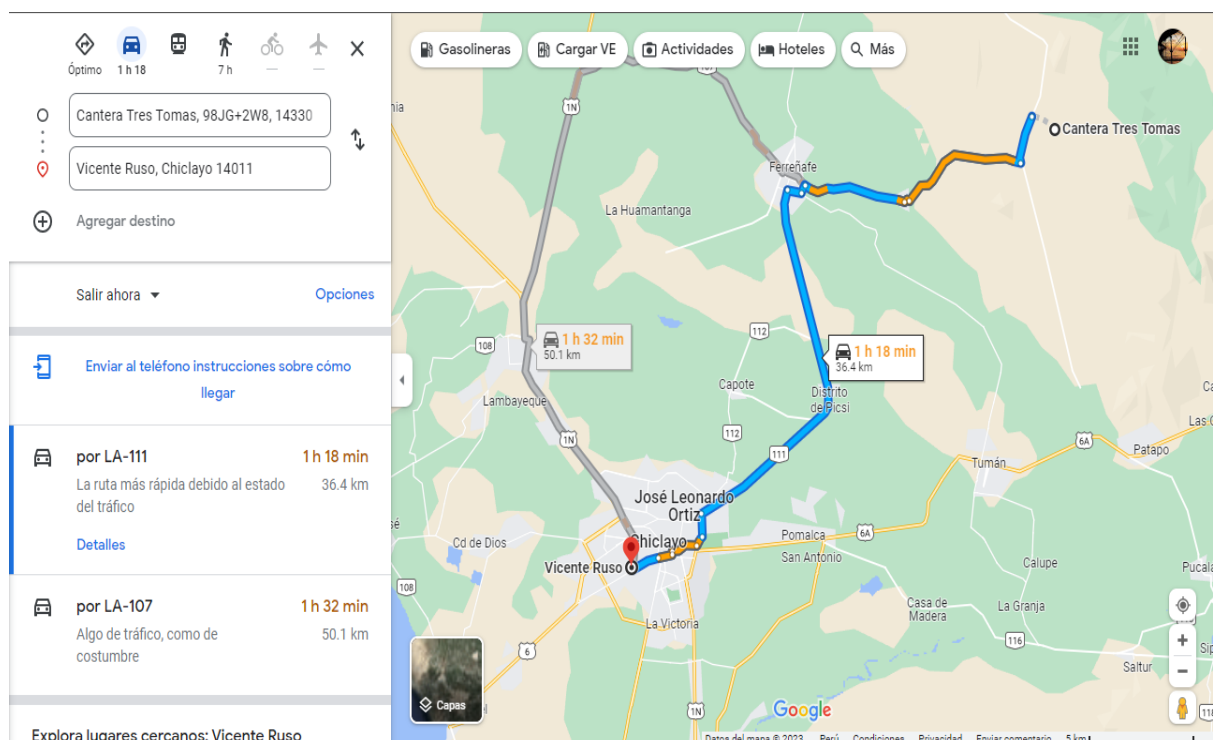 Óptimo
1 h 18
7 h
—
—
Cantera Tres Tomas, 98JG+2W8, 14330
Vicente Ruso, Chiclayo 14011
Agregar destino
Salir ahora
Opciones
Enviar al teléfono instrucciones sobre cómo
llegar
por LA-111
1 h 18 min
La ruta más rápida debido al estado
36.4 km
del tráfico
Detalles
por LA-107
1 h 32 min
Algo de tráfico, como de
50.1 km
costumbre
Explora lugares cercanos: Vicente Ruso
Gasolineras
Cargar VE
Actividades
Hoteles
Más
1N
Cantera Tres Tomas
Ferreñafe
La Huamantanga
112
108
1 h 32 min
50.1 km
1 h 18 min
36.4 km
Capote
Distrito
de Picsi
Lambayeque
Las
1N
112
6A
Patapo
111
Tumán
José Leonardo
Ortiz
Cd de Dios
Chiclayo
Pomalca
6A
Vicente Ruso
San Antonio
Calupe
Pucala
108
Casa de
Madera
La Granja
La Victoria
116
6
Saltur
Sip
Capas
1N
Google
118
Datos del mapa © 2023
Perú
Condiciones
Privacidad
Enviar comentario
5 km